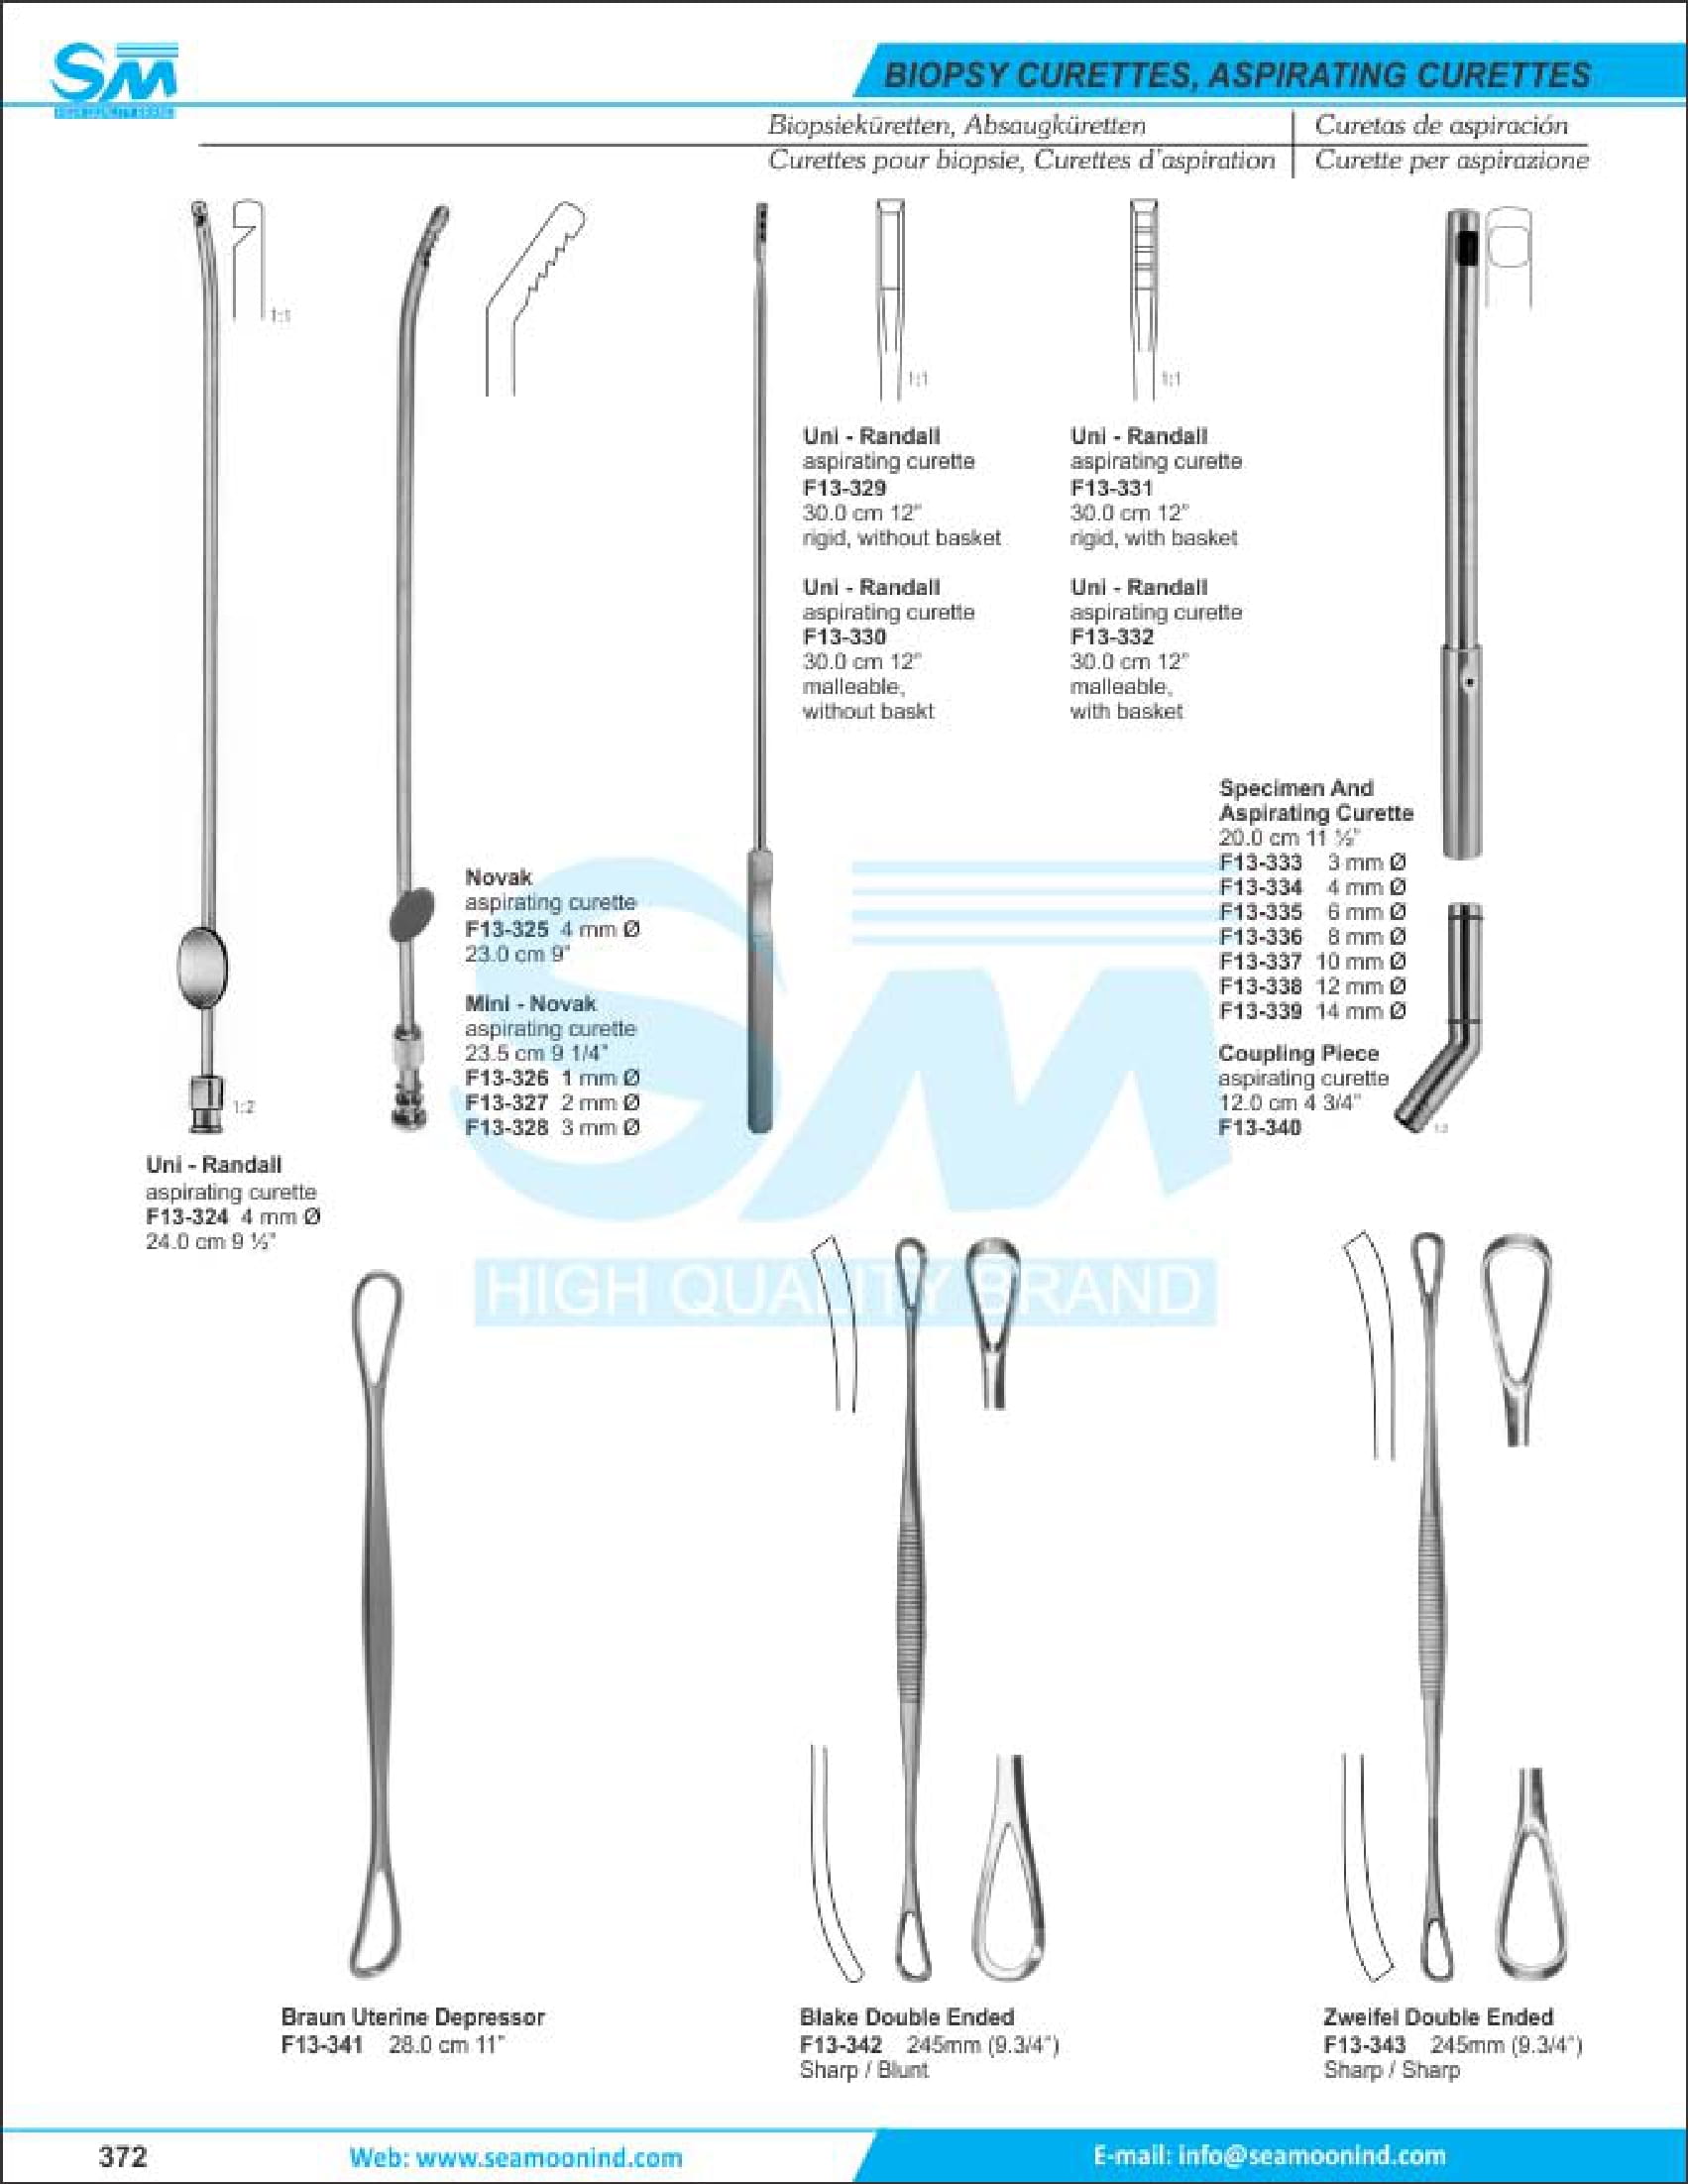 SM
BIOPSY CURETTES, ASPIRATING CURETTES
Biopsieküretten, Absaugküretten
Curetas de aspiración
Curettes pour biopsie, Curettes d'aspiration
Curette per aspirazione
1:1
1:1
1:1
Uni - Randall
aspirating curette
F13-329
30.0 cm 12"
rigid, without basket
Uni - Randall
aspirating curette
F13-331
30.0 cm 12"
rigid, with basket
Uni - Randall
aspirating curette
F13-330
30.0 cm 12"
malleable,
without baskt
Uni - Randall
aspirating curette
F13-332
30.0 cm 12"
malleable,
with basket
Specimen And
Aspirating Curette
20.0 cm 11 ½"
F13-333 3 mm Ø
F13-334 4 mm Ø
F13-335 6 mm Ø
F13-336 8 mm Ø
F13-337 10 mm Ø
F13-338 12 mm Ø
F13-339 14 mm Ø
Coupling Piece
aspirating curette
12.0 cm 4 3/4"
F13-340
Novak
aspirating curette
F13-325 4 mm Ø
23.0 cm 9"
Mini - Novak
aspirating curette
23.5 cm 9 1/4"
F13-326 1 mm Ø
F13-327 2 mm Ø
F13-328 3 mm Ø
1:2
Uni - Randall
aspirating curette
F13-324 4 mm Ø
24.0 cm 9 ½"
SM
HIGH QUALITY BRAND
Braun Uterine Depressor
F13-341 28.0 cm 11"
Blake Double Ended
F13-342 245mm (9.3/4")
Sharp / Blunt
Zweifel Double Ended
F13-343 245mm (9.3/4")
Sharp / Sharp
372
Web: www.seamoonind.com
E-mail: info@seamoonind.com